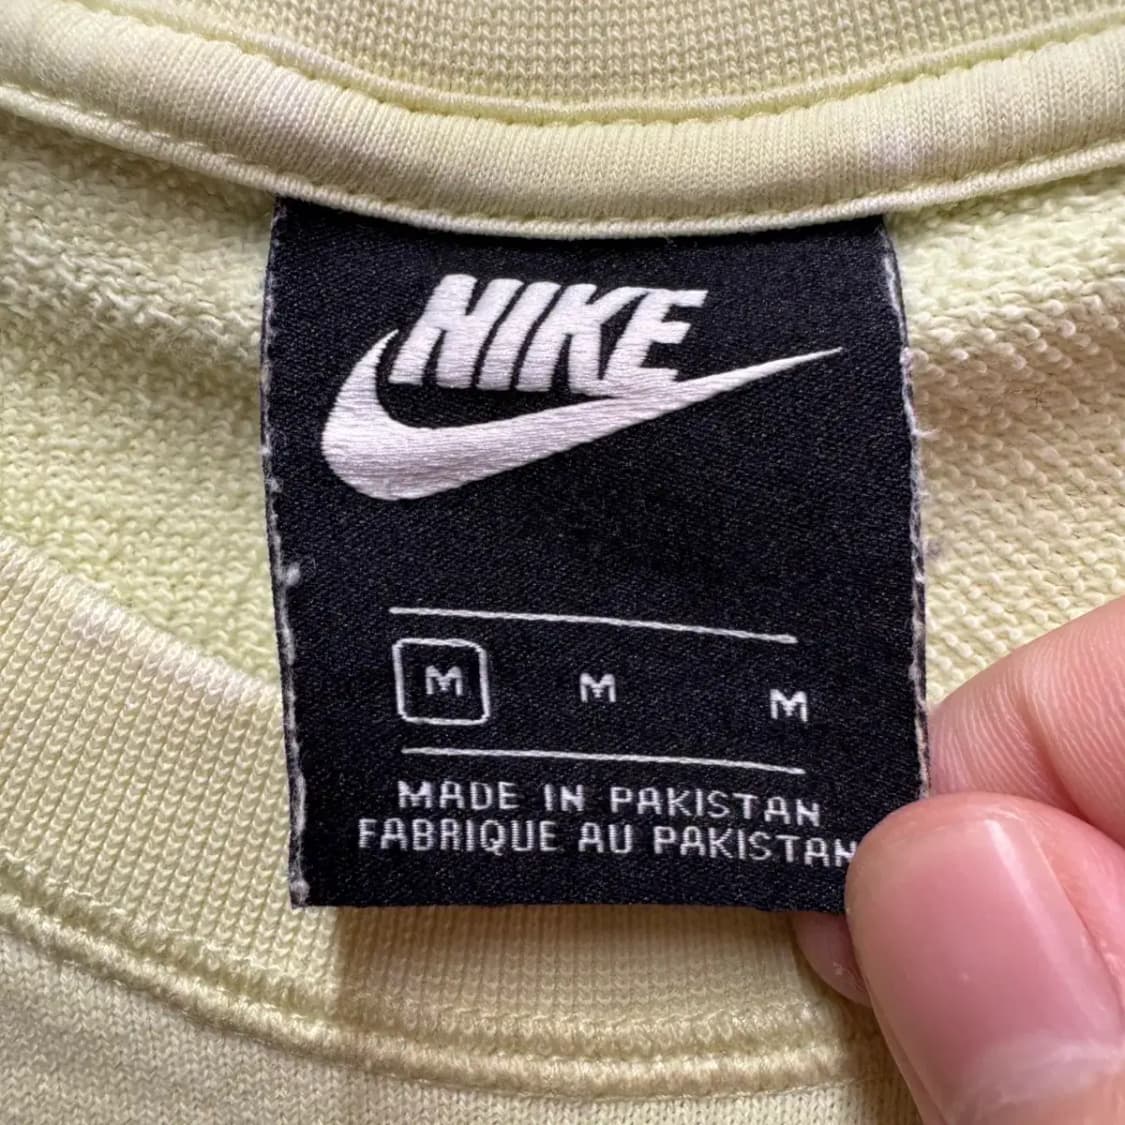 NIKE
M M M
MADE IN PAKISTAN
FABRIQUE AU PAKISTAN